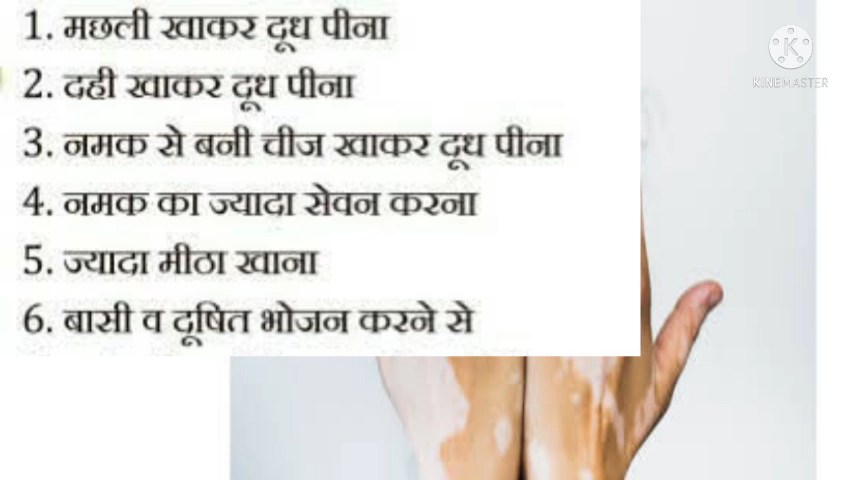 1. मछली खाकर दूध पीना
2. दही खाकर दूध पीना
3. नमक से बनी चीज खाकर दूध पीना
4. नमक का ज्यादा सेवन करना
5. ज्यादा मीठा खाना
6. बासी व दूषित भोजन करने से
K
KINEMASTER